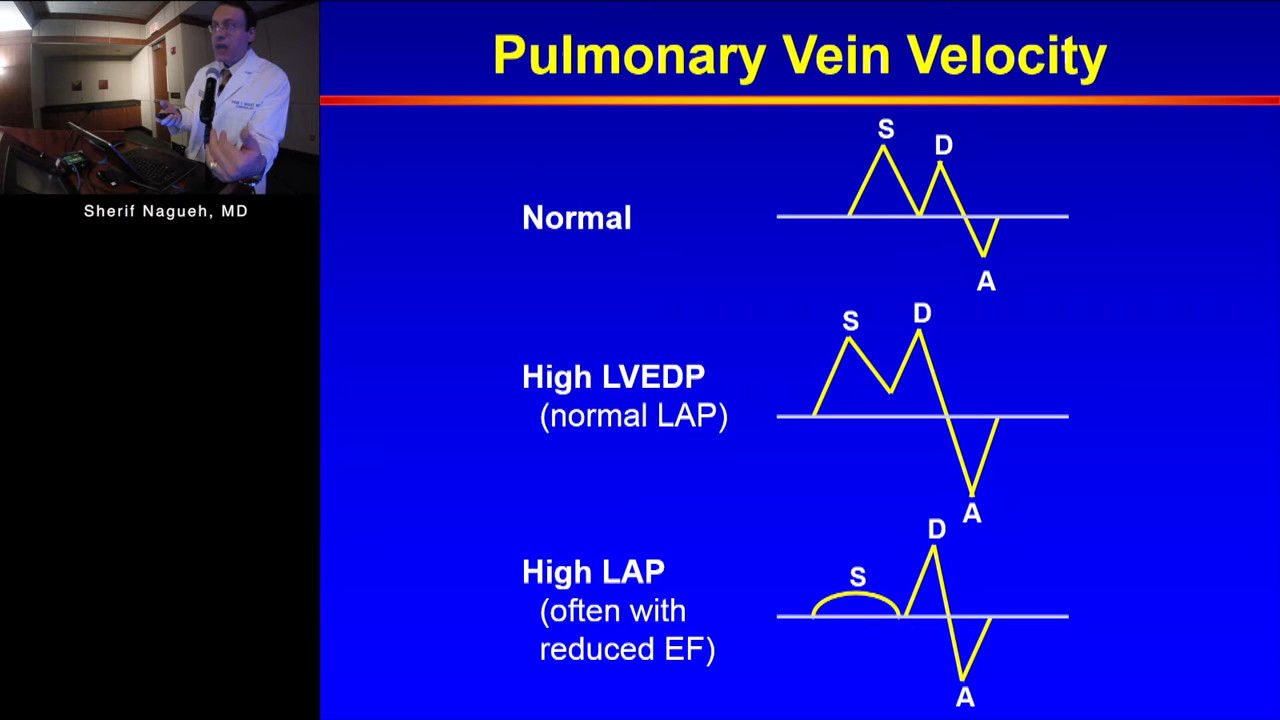 Pulmonary Vein Velocity
Sherif Nagueh, MD
Normal
S
D
A
High LVEDP
(normal LAP)
S
D
A
High LAP
(often with
reduced EF)
S
D
A